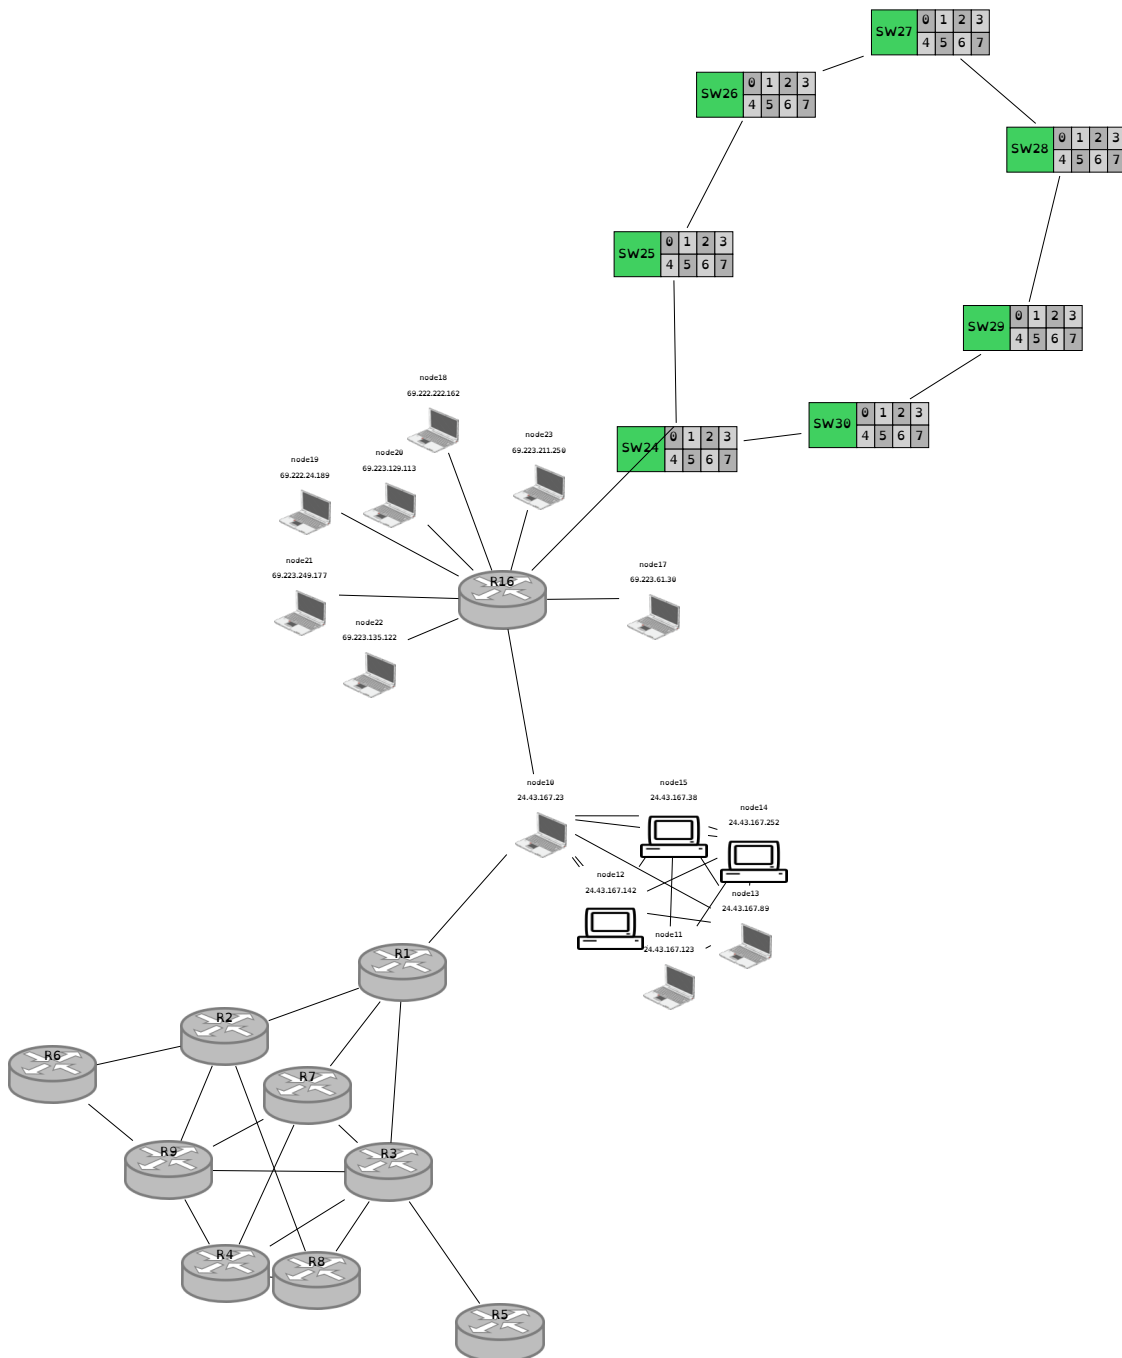 SW27 0 1 2 3
4 5 6 7
SW26 0 1 2 3
4 5 6 7
SW28 0 1 2 3
4 5 6 7
SW25 0 1 2 3
4 5 6 7
SW29 0 1 2 3
4 5 6 7
SW30 0 1 2 3
4 5 6 7
SW24 0 1 2 3
4 5 6 7
node18
69.222.222.162
node23
69.223.211.250
node20
69.223.129.113
node19
69.222.24.189
node21
69.223.249.177
node17
69.223.61.30
R16
node22
69.223.135.122
node10
24.43.167.23
node15
24.43.167.38
node14
24.43.167.252
node12
24.43.167.142
node13
24.43.167.89
node11
24.43.167.123
R1
R2
R6
R7
R9
R3
R4
R8
R5